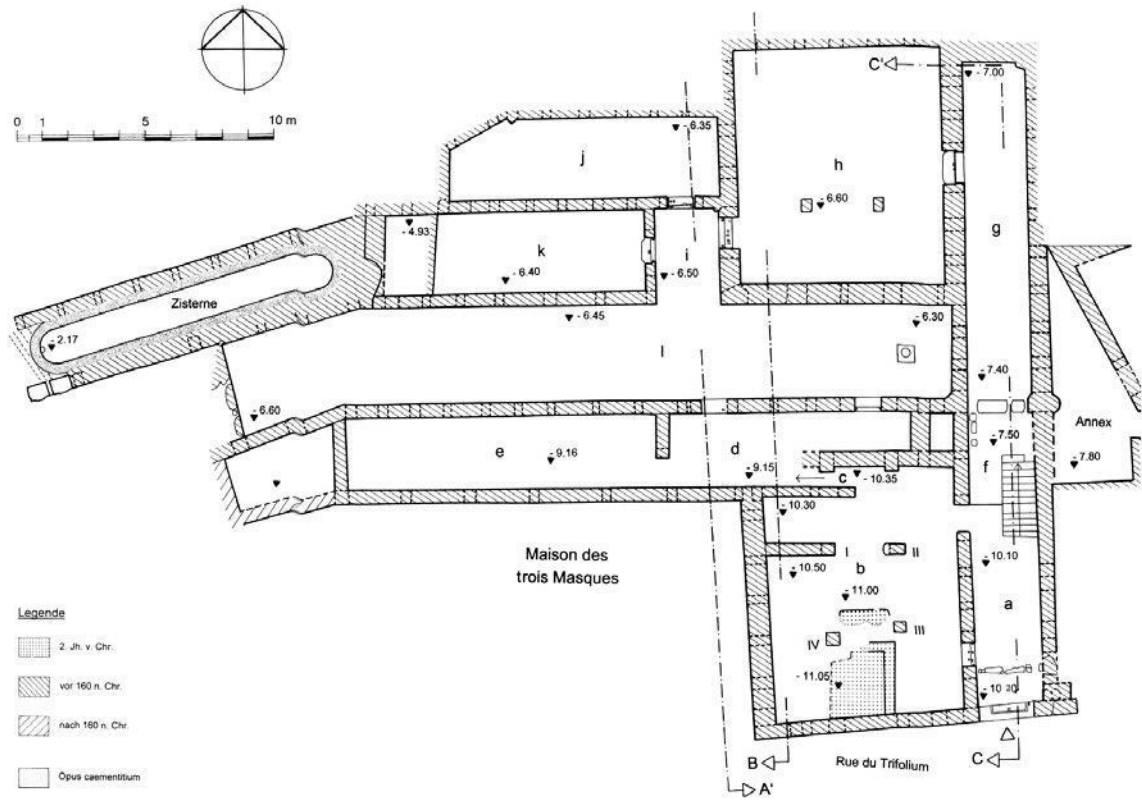 C'
- 7.00
0 1 5 10 m
- 6.35
j
h
- 6.60
- 4.93
k
i
g
- 6.40
- 6.50
Zisterne
- 6.45
- 6.30
- 2.17
l
- 7.40
- 6.60
Annex
d
- 7.50
e
- 9.16
f
- 7.80
- 9.15
c
- 10.35
- 10.30
Maison des
trois Masques
I
II
- 10.50
b
- 10.10
- 11.00
a
Legende
III
2. Jh. v. Chr.
IV
- 11.05
vor 160 n. Chr.
- 10 20
nach 160 n. Chr.
B
Rue du Trifolium
C
Opus caementitium
A'